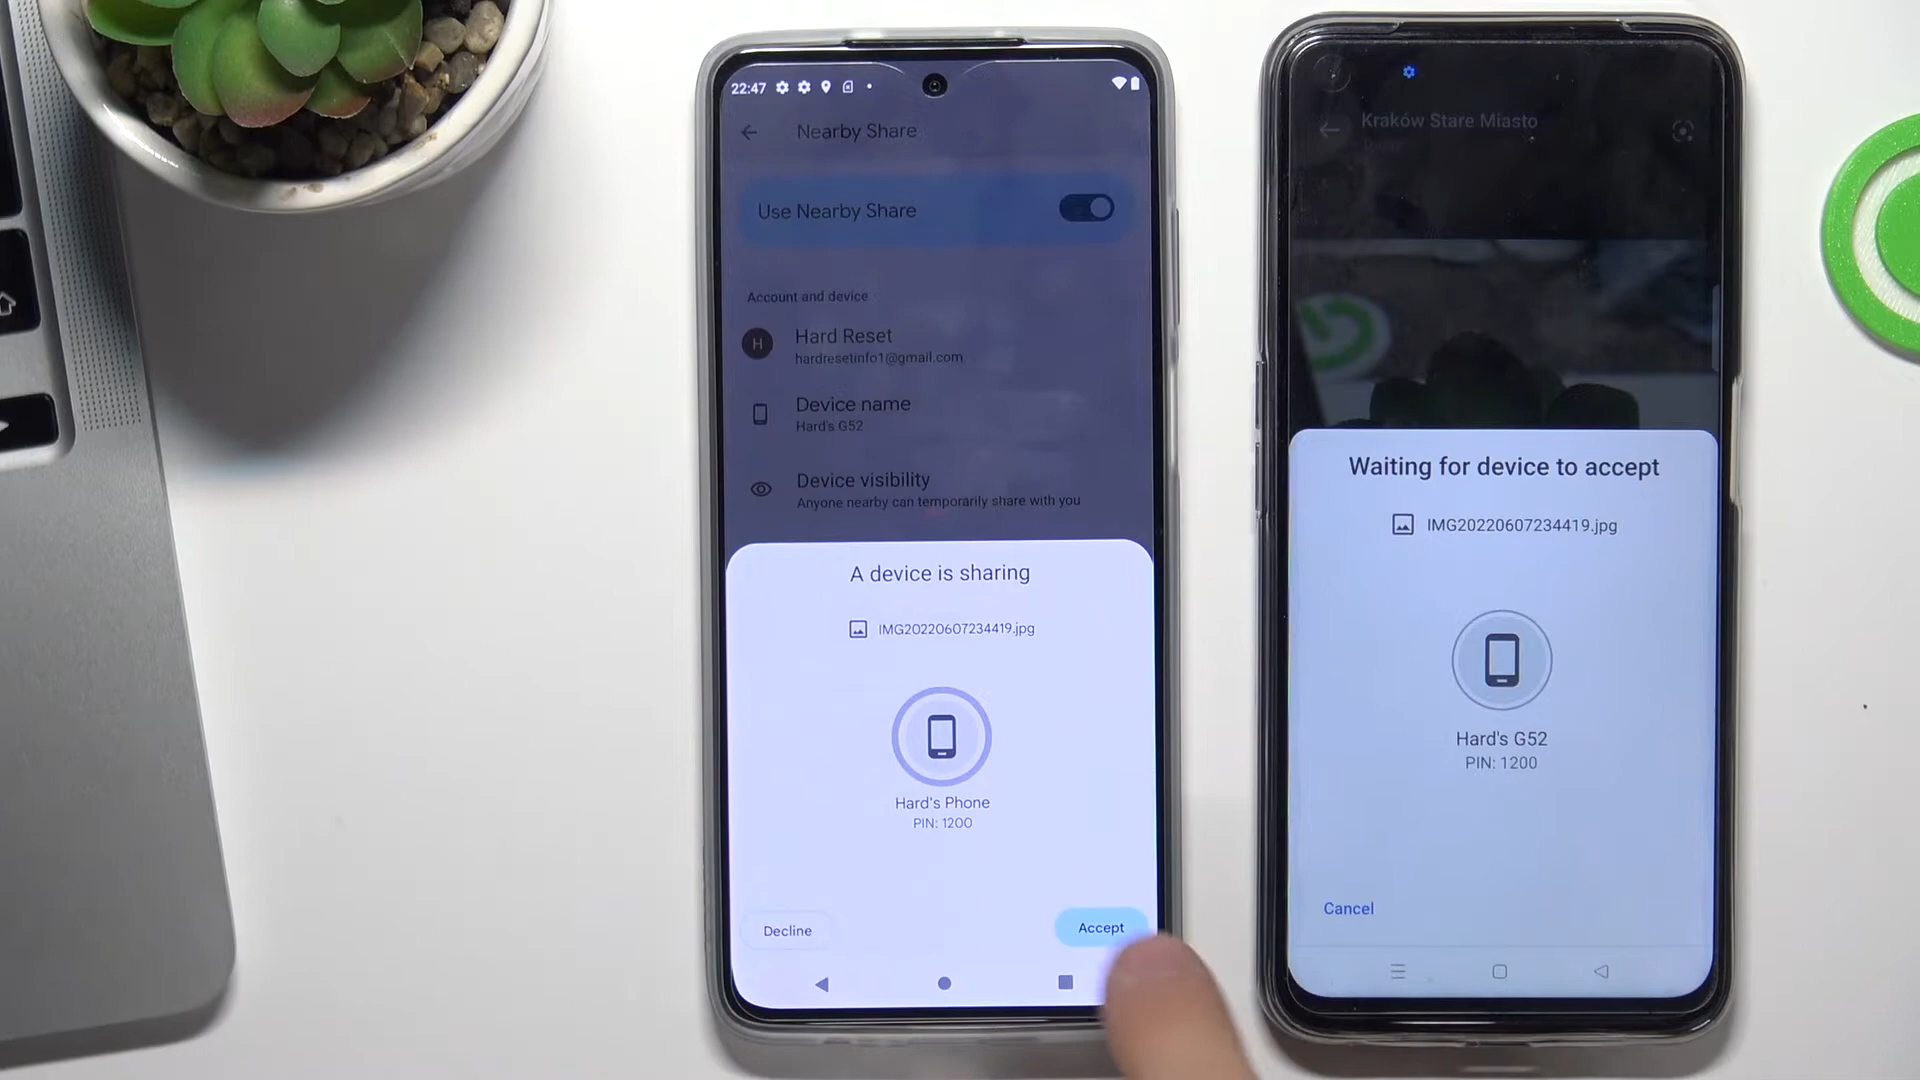 22:47
Nearby Share
Use Nearby Share
Account and device
H
Hard Reset
hardresetinfo1@gmail.com
Device name
Hard's G52
Device visibility
Anyone nearby can temporarily share with you
A device is sharing
IMG20220607234419.jpg
Hard's Phone
PIN: 1200
Decline
Accept
Kraków Stare Miasto
Waiting for device to accept
IMG20220607234419.jpg
Hard's G52
PIN: 1200
Cancel